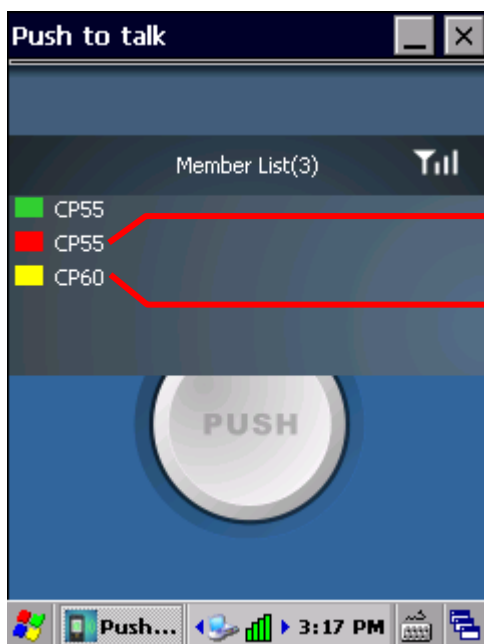 Push to talk
Member List(3)
CP55
CP55
CP60
PUSH
Push... 3:17 PM